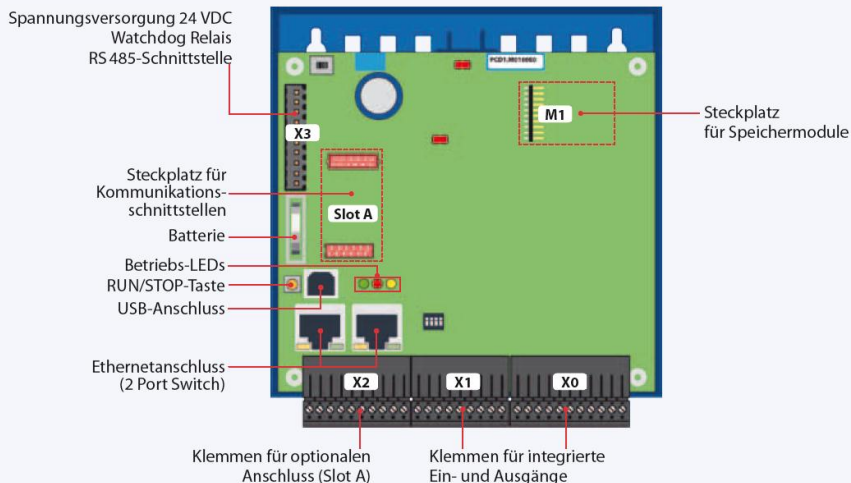 Spannungsversorgung 24 VDC
Watchdog Relais
RS 485-Schnittstelle
X3
M1
Steckplatz
für Speichermodule
Steckplatz für
Kommunikations-
schnittstellen
Slot A
Batterie
Betriebs-LEDs
RUN/STOP-Taste
USB-Anschluss
Ethernetanschluss
(2 Port Switch)
X2
X1
X0
Klemmen für optionalen
Anschluss (Slot A)
Klemmen für integrierte
Ein- und Ausgänge